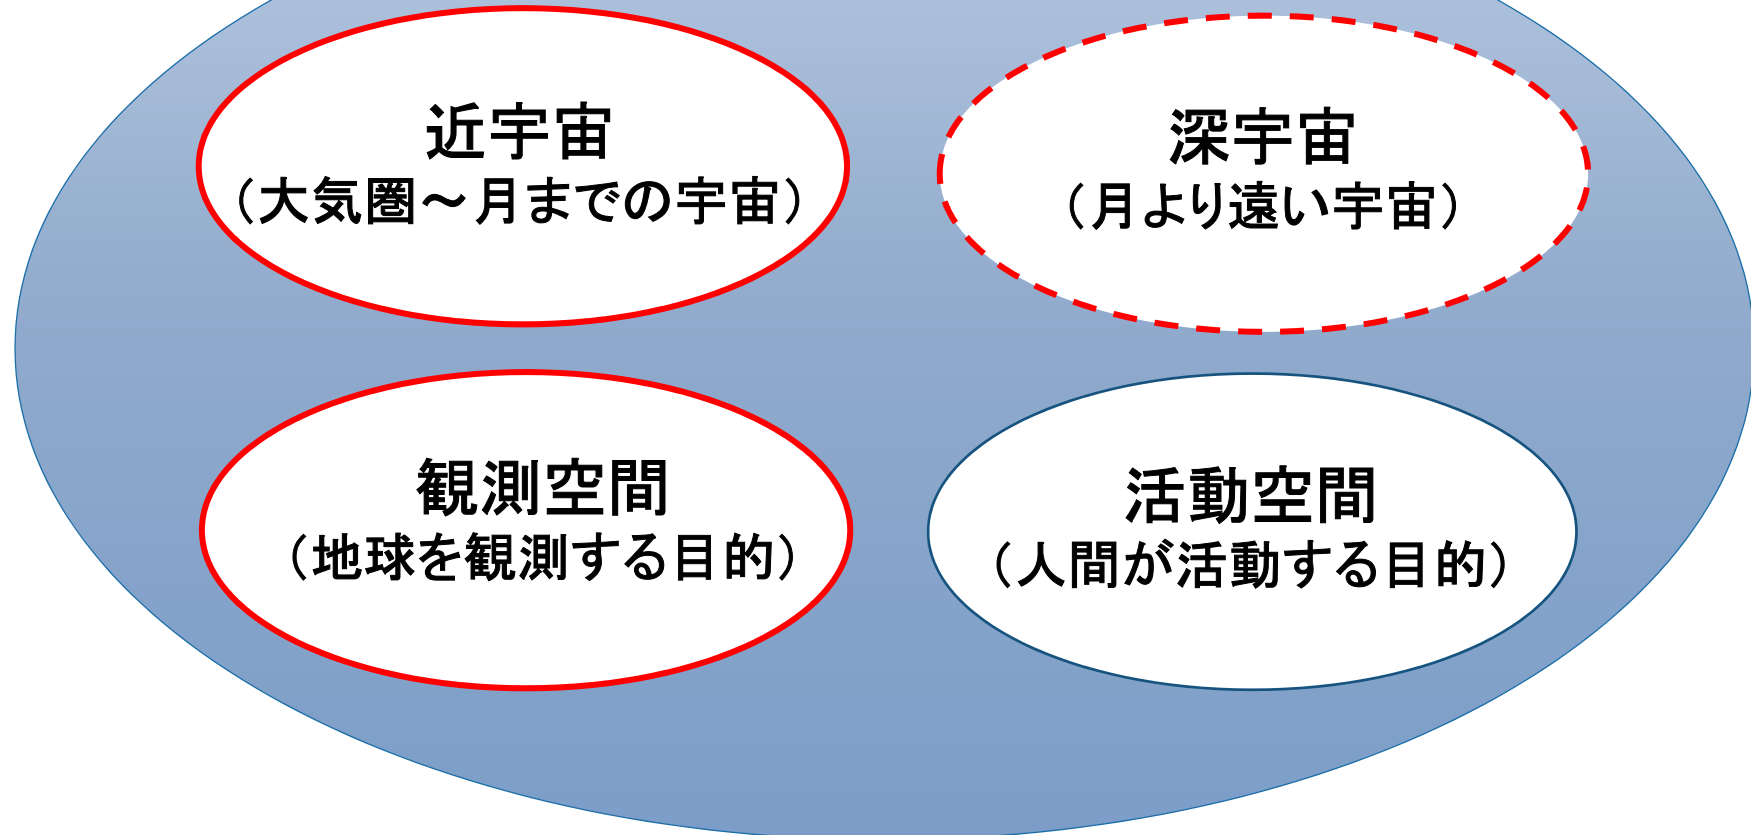 近宇宙
（大気圏～月までの宇宙）
深宇宙
（月より遠い宇宙）
観測空間
（地球を観測する目的）
活動空間
（人間が活動する目的）